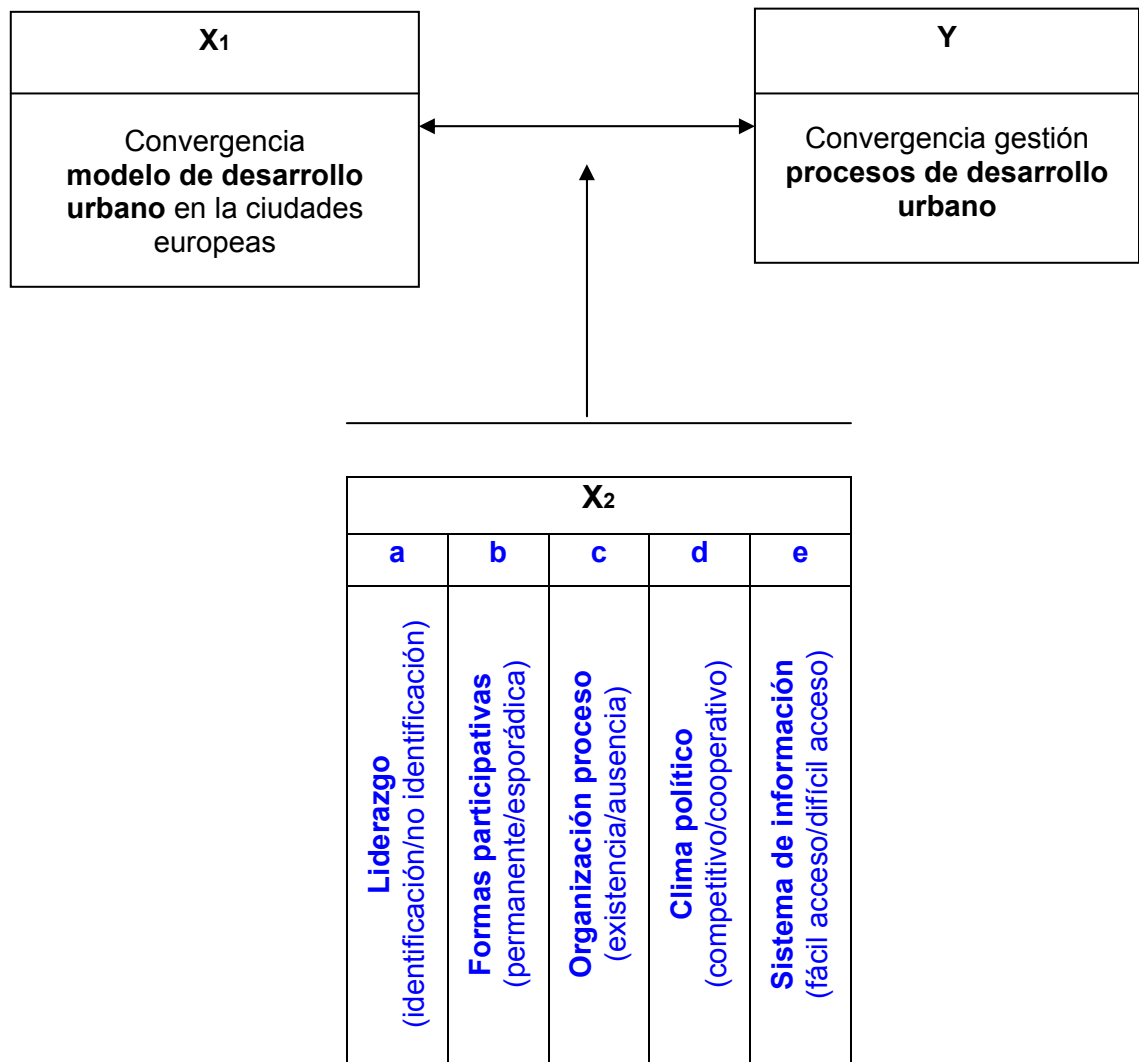 X1
Y
Convergencia
modelo de desarrollo
urbano en la ciudades
europeas
Convergencia gestión
procesos de desarrollo
urbano
X2
a
b
c
d
e
Liderazgo
(identificación/no identificación)
Formas participativas
(permanente/esporádica)
Organización proceso
(existencia/ausencia)
Clima político
(competitivo/cooperativo)
Sistema de información
(fácil acceso/difícil acceso)